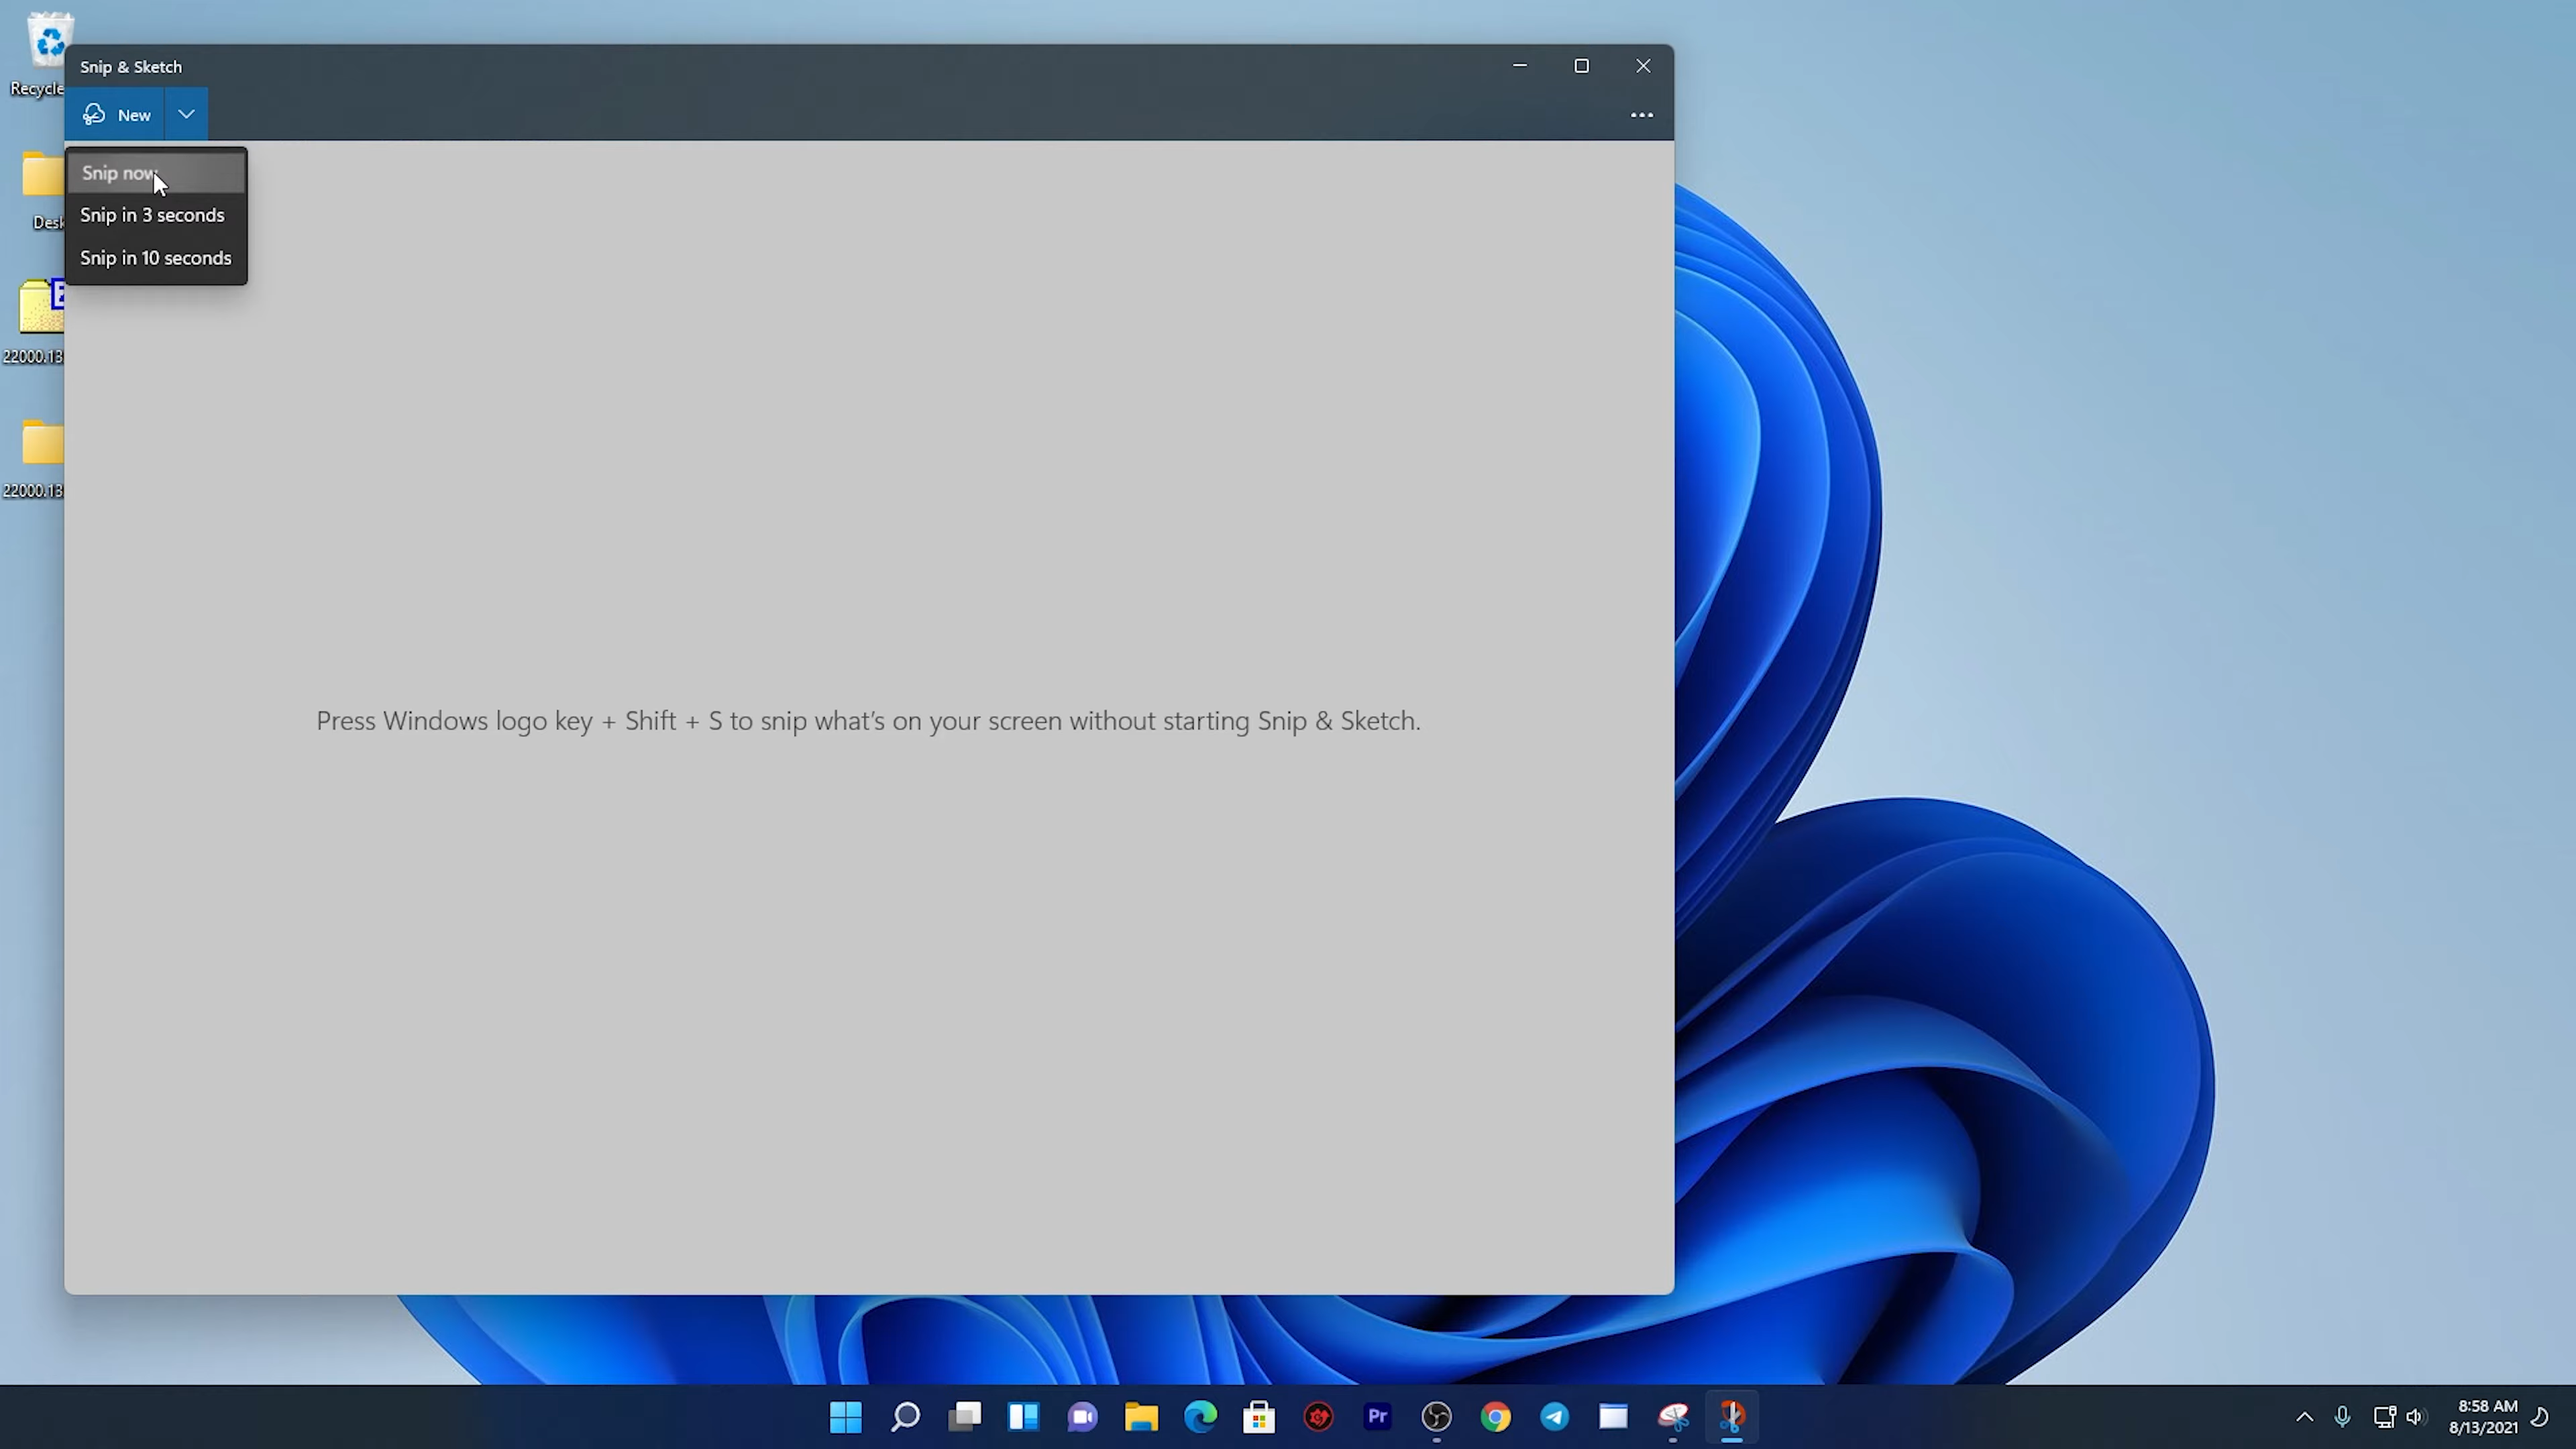 Snip & Sketch
Recycle
New
Snip now
Snip in 3 seconds
Desk
Snip in 10 seconds
22000.13
22000.13
Press Windows logo key + Shift + S to snip what's on your screen without starting Snip & Sketch.
Pr
8:58 AM
8/13/2021